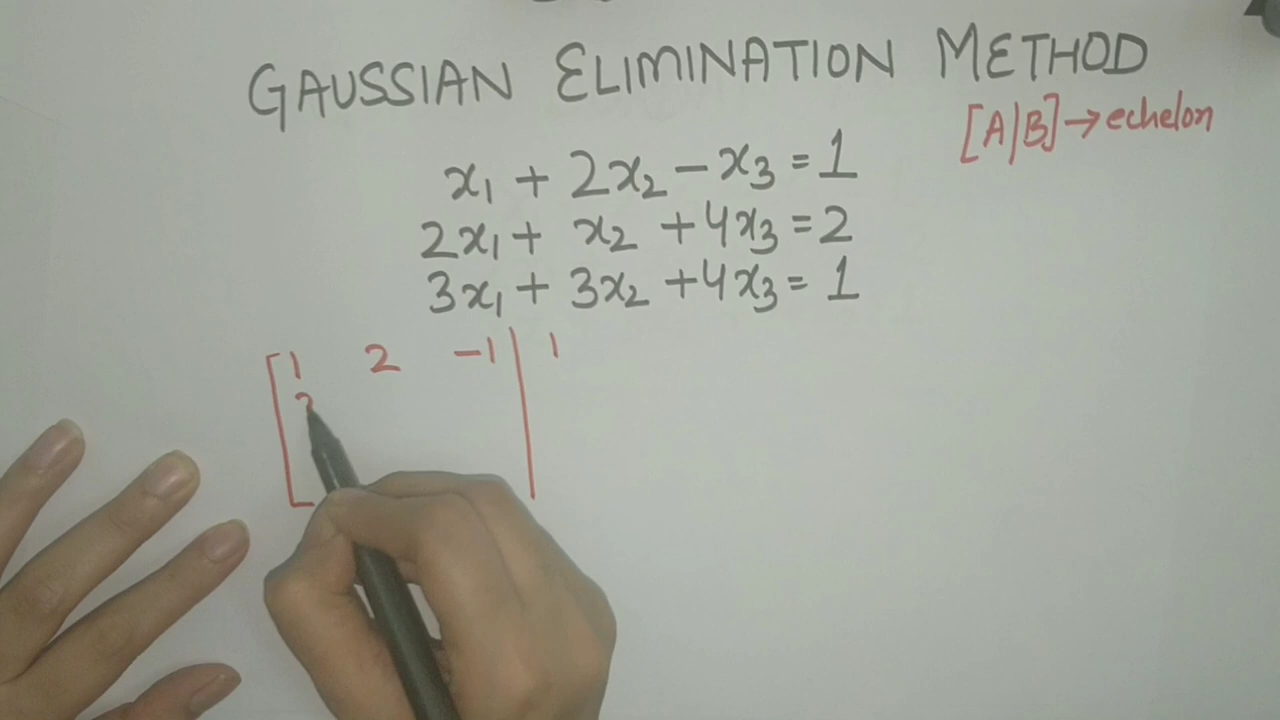 GAUSSIAN ELIMINATION METHOD
[A|B]→echelon
x₁ + 2x₂ - x₃ = 1
2x₁ + x₂ + 4x₃ = 2
3x₁ + 3x₂ + 4x₃ = 1
[1 2 -1 | 1
2